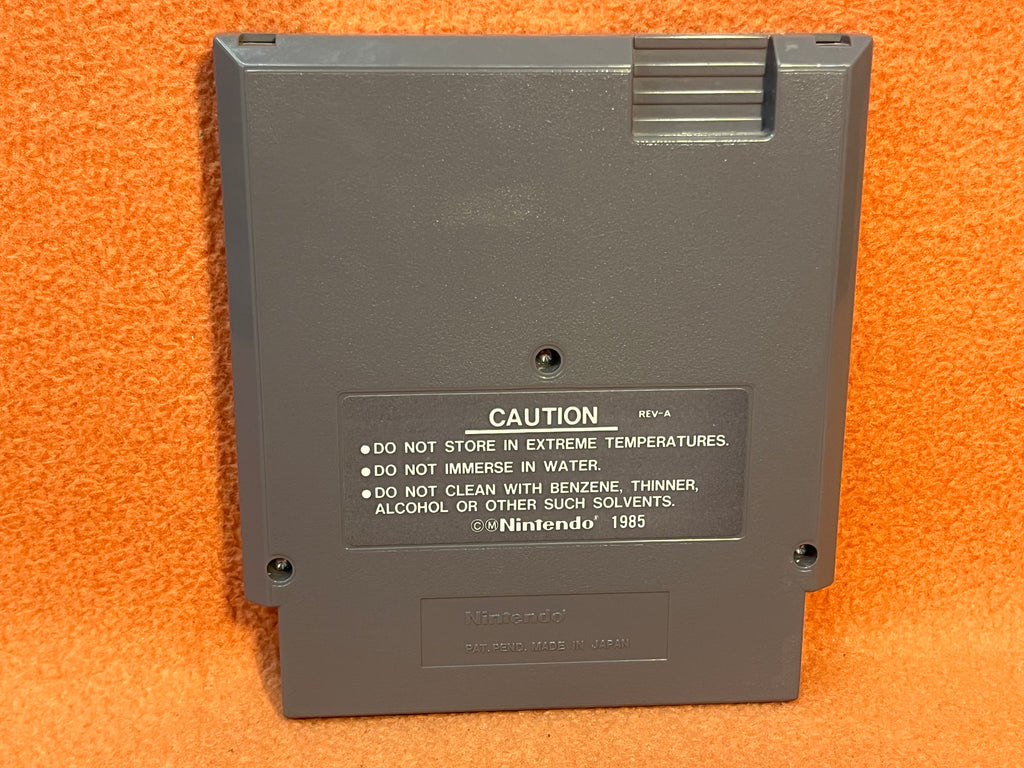 CAUTION REV-A
●DO NOT STORE IN EXTREME TEMPERATURES.
●DO NOT IMMERSE IN WATER.
●DO NOT CLEAN WITH BENZENE, THINNER,
ALCOHOL OR OTHER SUCH SOLVENTS.
©ⓂNintendo® 1985
Nintendo®
PAT. PEND. MADE IN JAPAN